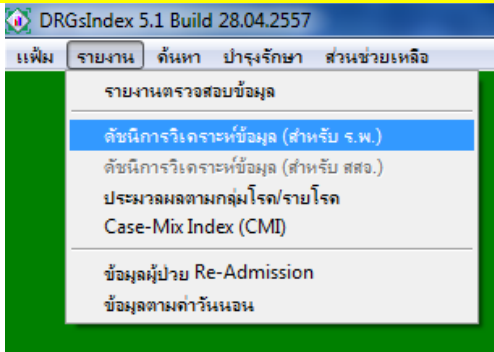 DRGsIndex 5.1 Build 28.04.2557
แฟ้ม รายงาน ค้นหา บำรุงรักษา ส่วนช่วยเหลือ
รายงานตรวจสอบข้อมูล
ดัชนีการวิเคราะห์ข้อมูล (สำหรับ ร.พ.)
ดัชนีการวิเคราะห์ข้อมูล (สำหรับ สสจ.)
ประมวลผลตามกลุ่มโรค/รายโรค
Case-Mix Index (CMI)
ข้อมูลผู้ป่วย Re-Admission
ข้อมูลตามค่าวันนอน